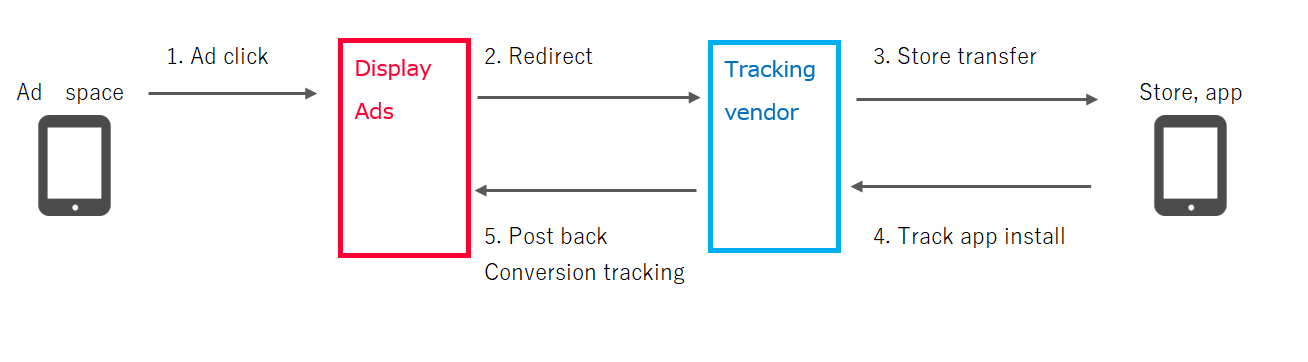 1. Ad click
Display
Ads
2. Redirect
Tracking
vendor
3. Store transfer
Ad space
Store, app
5. Post back
Conversion tracking
4. Track app install